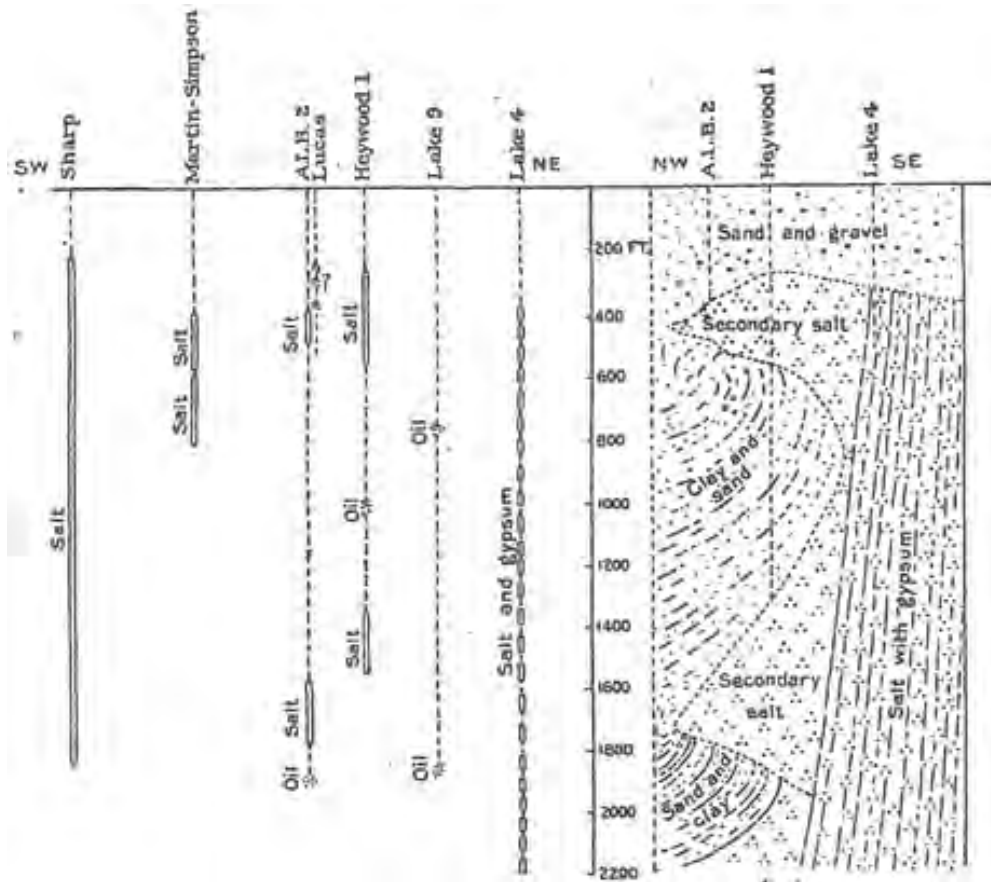 SW
Sharp
Martin-Simpson
A.I.B. 2
Lucas
Haywood 1
Lake 9
Lake 4
NE
NW
A.I.B. 2
Haywood 1
Lake 4
SE
Salt
Salt
Salt
Salt
Salt
Oil
?
Salt
Oil
Salt
Oil
Oil
Salt and gypsum
200 FT.
400
600
800
1000
1200
1400
1600
1800
2000
2200
Sand and gravel
Secondary salt
Clay and
sand
Secondary
salt
Sand and
clay
Salt with gypsum